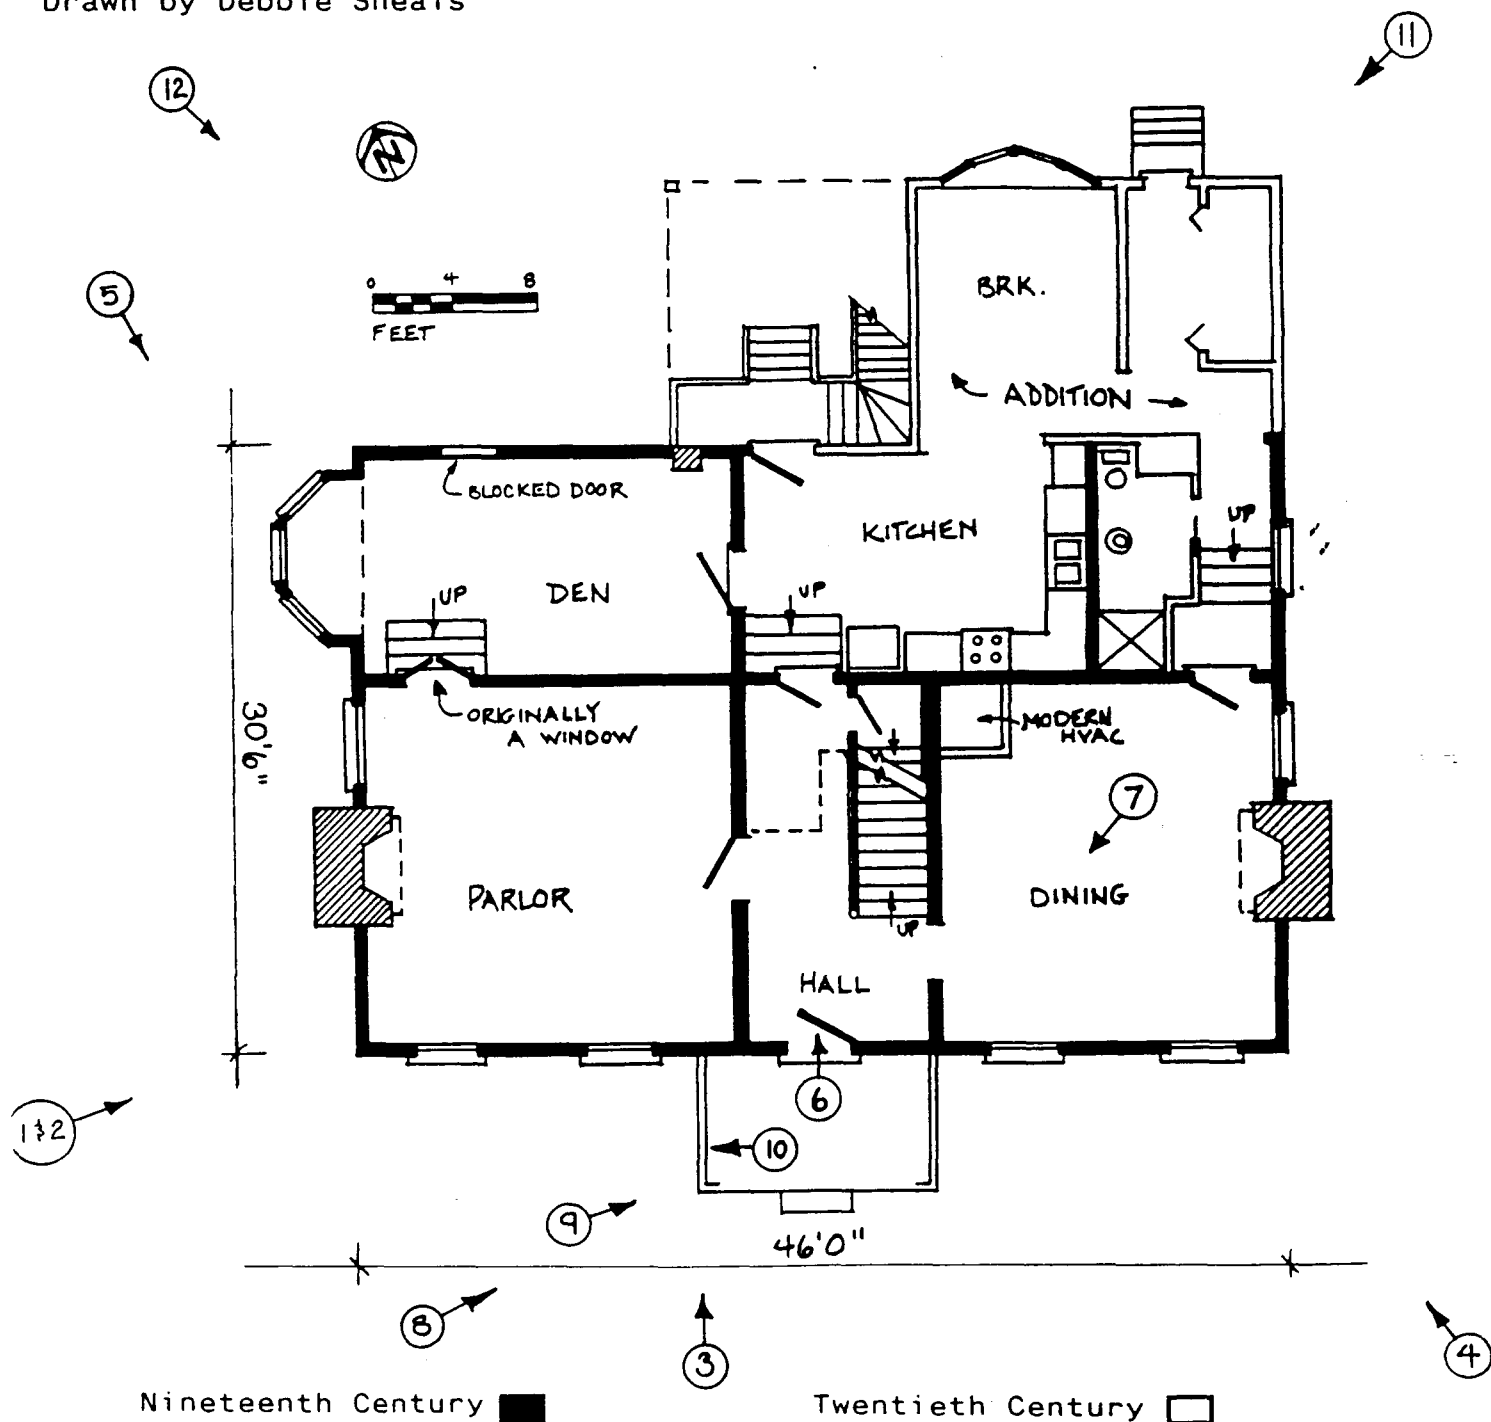 Drawn by Debbie Sheals
11
12
N
5
0 4 8
FEET
BRK.
ADDITION
BLOCKED DOOR
KITCHEN
UP
DEN
UP
UP
ORIGINALLY
A WINDOW
MODERN
HVAC
30'6"
7
PARLOR
DINING
UP
HALL
6
1&2
10
9
46'0"
8
3
4
Nineteenth Century
Twentieth Century